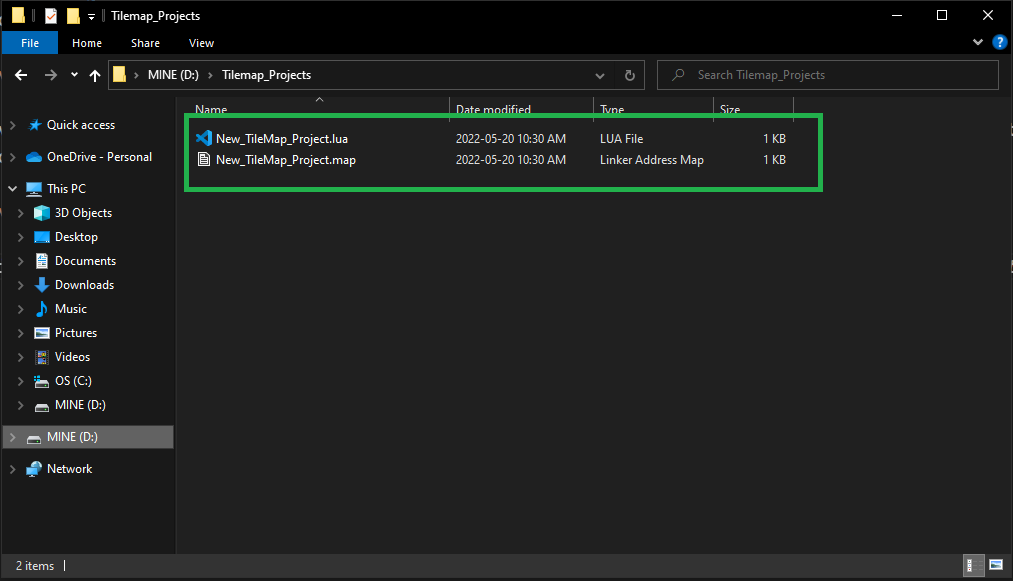 Tilemap_Projects
File Home Share View
MINE (D:) Tilemap_Projects Search Tilemap_Projects
Name Date modified Type Size
New_TileMap_Project.lua 2022-05-20 10:30 AM LUA File 1 KB
New_TileMap_Project.map 2022-05-20 10:30 AM Linker Address Map 1 KB
Quick access
OneDrive - Personal
This PC
3D Objects
Desktop
Documents
Downloads
Music
Pictures
Videos
OS (C:)
MINE (D:)
MINE (D:)
Network
2 items